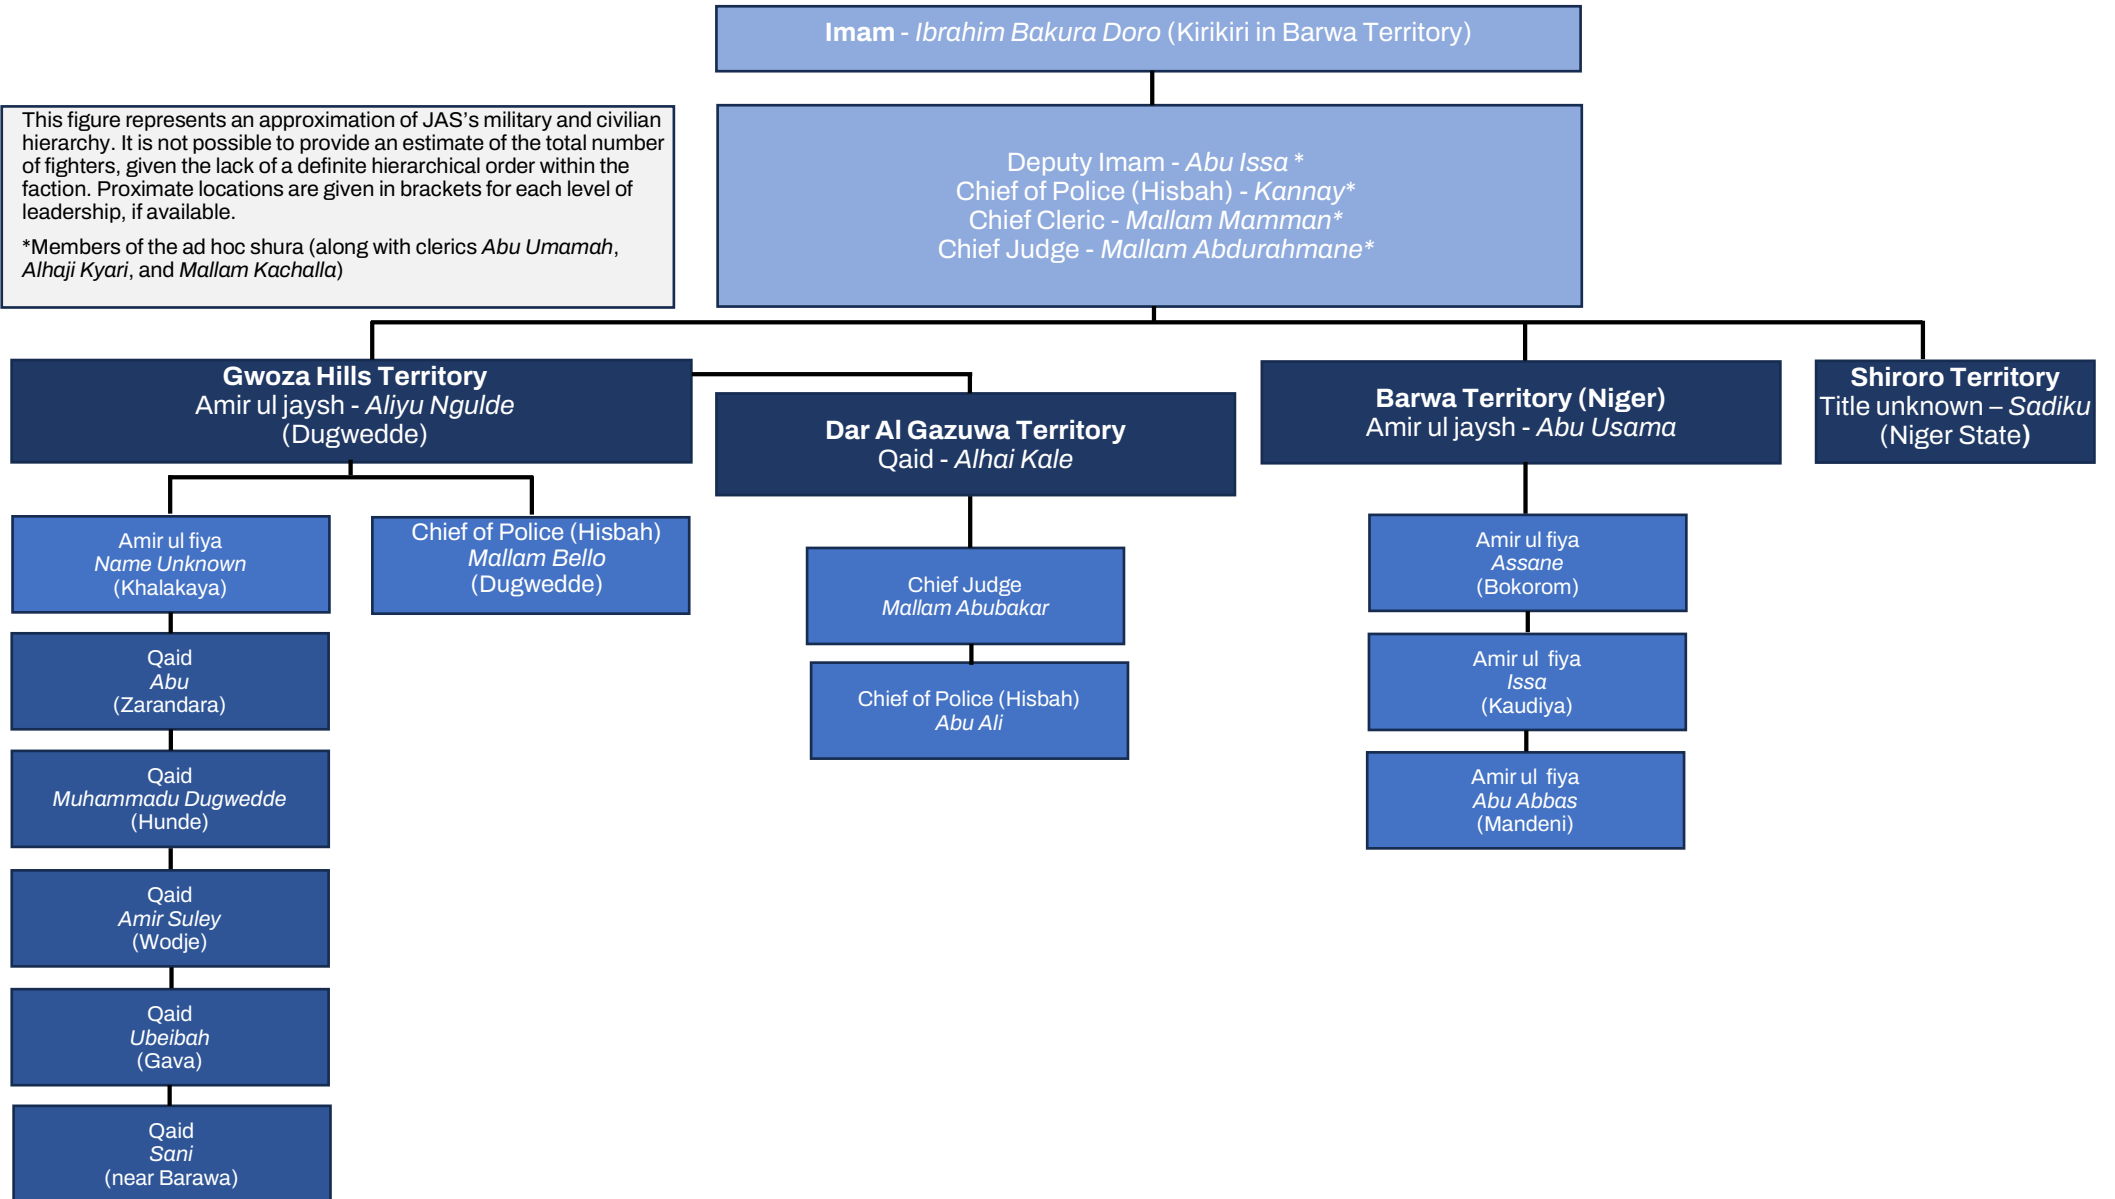 Imam - Ibrahim Bakura Doro (Kirikiri in Barwa Territory)
This figure represents an approximation of JAS’s military and civilian
hierarchy. It is not possible to provide an estimate of the total number
of fighters, given the lack of a definite hierarchical order within the
faction. Proximate locations are given in brackets for each level of
leadership, if available.
*Members of the ad hoc shura (along with clerics Abu Umamah,
Alhaji Kyari, and Mallam Kachalla)
Deputy Imam - Abu Issa *
Chief of Police (Hisbah) - Kannay*
Chief Cleric - Mallam Mamman*
Chief Judge - Mallam Abdurahmane*
Gwoza Hills Territory
Amir ul jaysh - Aliyu Ngulde
(Dugwedde)
Dar Al Gazuwa Territory
Qaid - Alhai Kale
Barwa Territory (Niger)
Amir ul jaysh - Abu Usama
Shiroro Territory
Title unknown – Sadiku
(Niger State)
Amir ul fiya
Name Unknown
(Khalakaya)
Chief of Police (Hisbah)
Mallam Bello
(Dugwedde)
Chief Judge
Mallam Abubakar
Amir ul fiya
Assane
(Bokorom)
Qaid
Abu
(Zarandara)
Chief of Police (Hisbah)
Abu Ali
Amir ul fiya
Issa
(Kaudiya)
Qaid
Muhammadu Dugwedde
(Hunde)
Amir ul fiya
Abu Abbas
(Mandeni)
Qaid
Amir Suley
(Wodje)
Qaid
Ubeibah
(Gava)
Qaid
Sani
(near Barawa)